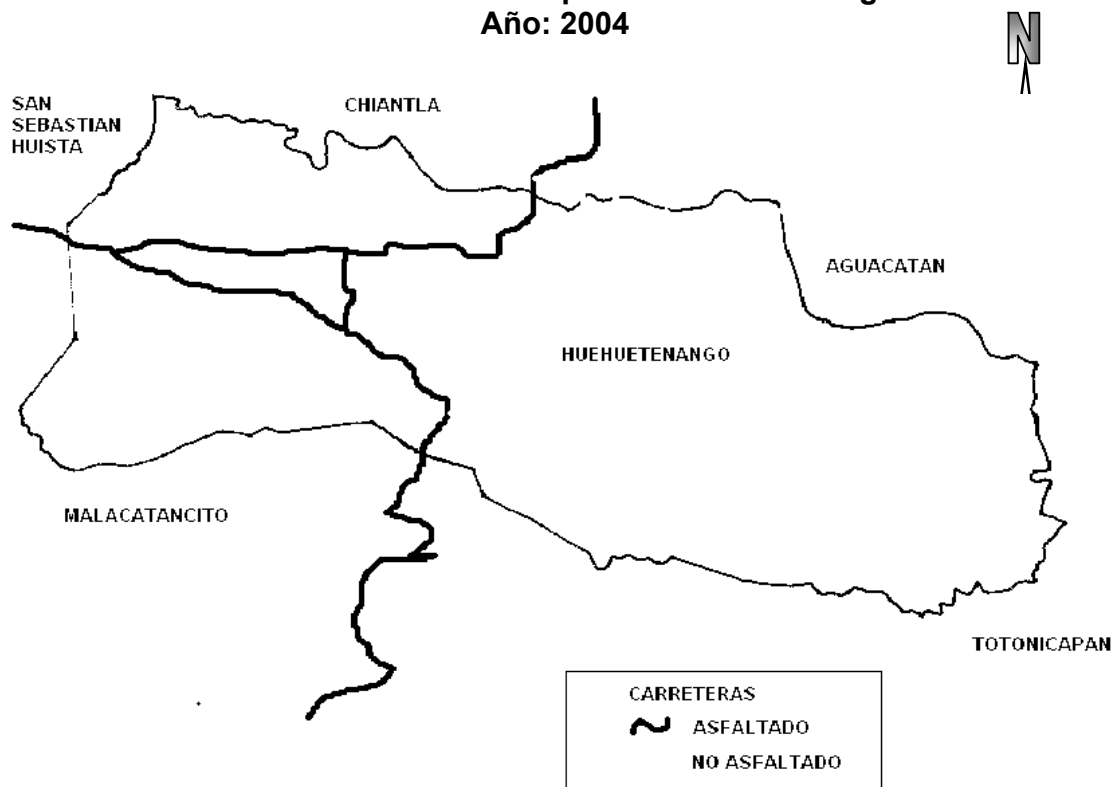 Año: 2004
N
SAN
SEBASTIAN
HUISTA
CHIANTLA
AGUACATAN
HUEHUETENANGO
MALACATANCITO
TOTONICAPAN
CARRETERAS
ASFALTADO
NO ASFALTADO